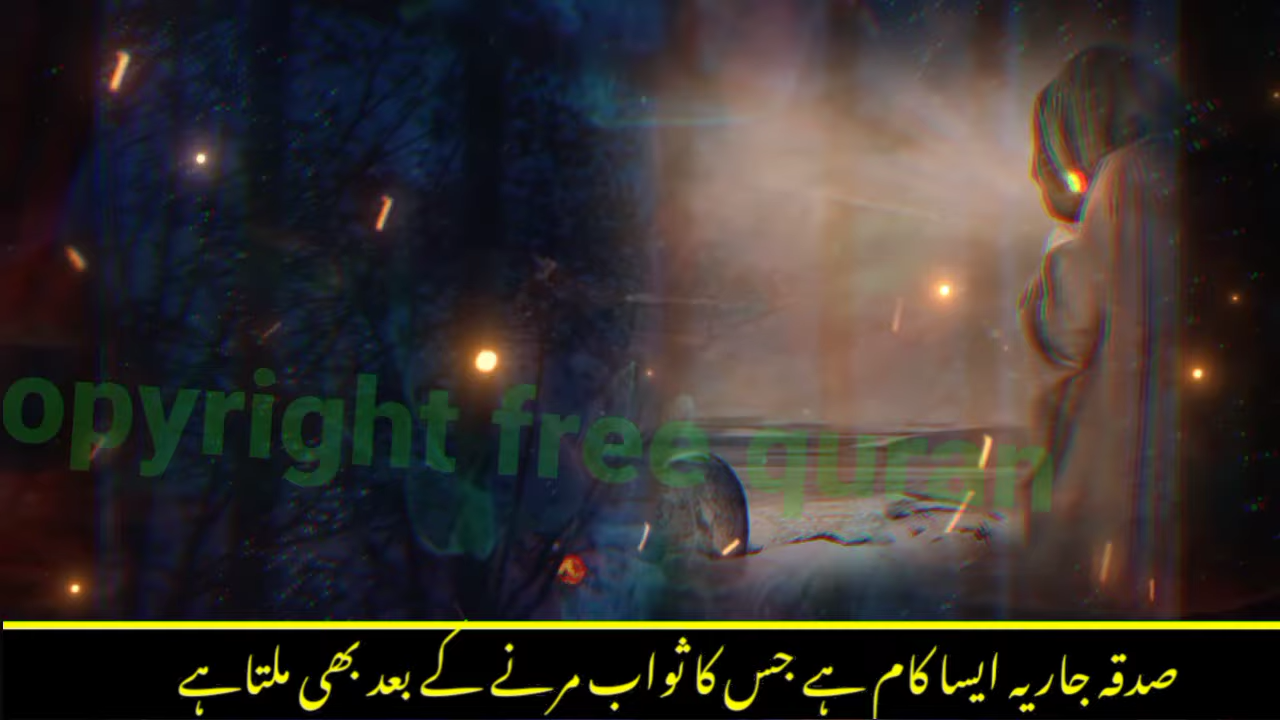 opyright free quran
صدقہ جاریہ ایسا کام ہے جس کا ثواب مرنے کے بعد بھی ملتا ہے